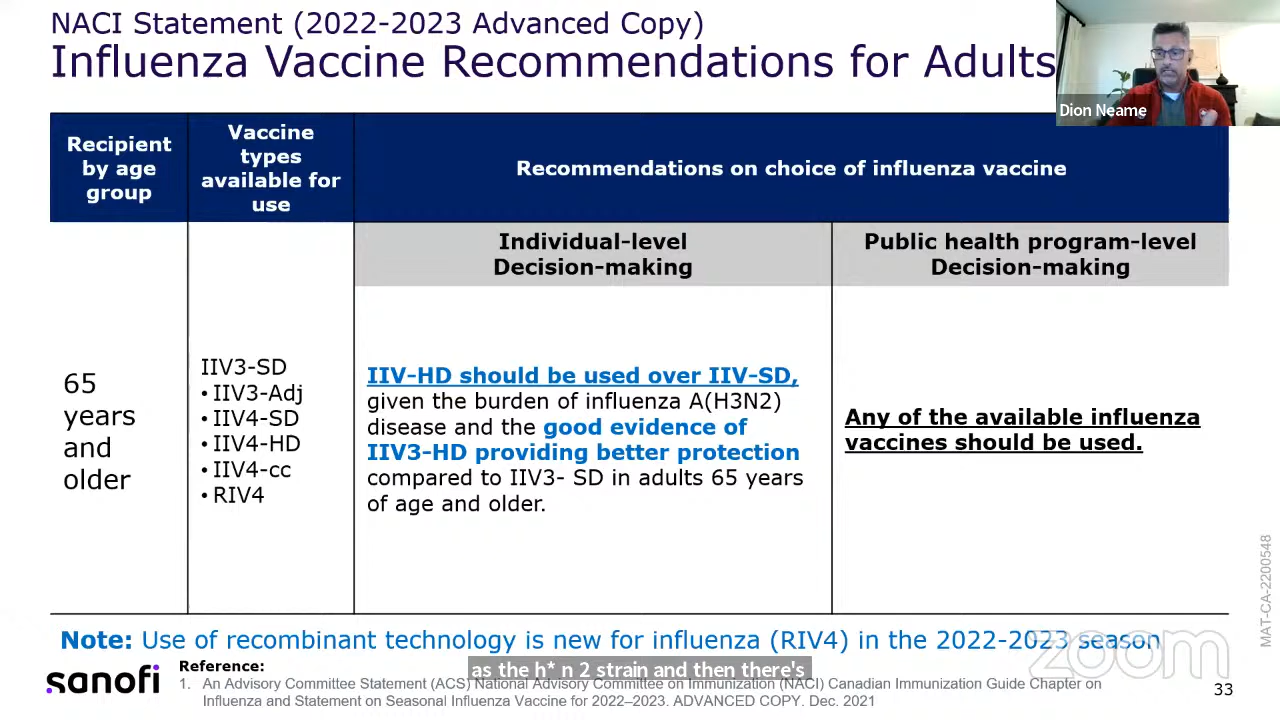 NACI Statement (2022-2023 Advanced Copy)
Influenza Vaccine Recommendations for Adults
Dion Neame
Recipient
by age
group
Vaccine
types
available for
use
Recommendations on choice of influenza vaccine
Individual-level
Decision-making
Public health program-level
Decision-making
65
years
and
older
IIV3-SD
• IIV3-Adj
• IIV4-SD
• IIV4-HD
• IIV4-cc
• RIV4
IIV-HD should be used over IIV-SD,
given the burden of influenza A(H3N2)
disease and the good evidence of
IIV3-HD providing better protection
compared to IIV3- SD in adults 65 years
of age and older.
Any of the available influenza
vaccines should be used.
MAT-CA-2200548
Note: Use of recombinant technology is new for influenza (RIV4) in the 2022-2023 season
zoom
as the h* n 2 strain and then there's
sanofi
Reference:
1. An Advisory Committee Statement (ACS) National Advisory Committee on Immunization (NACI) Canadian Immunization Guide Chapter on
Influenza and Statement on Seasonal Influenza Vaccine for 2022–2023. ADVANCED COPY. Dec. 2021
33